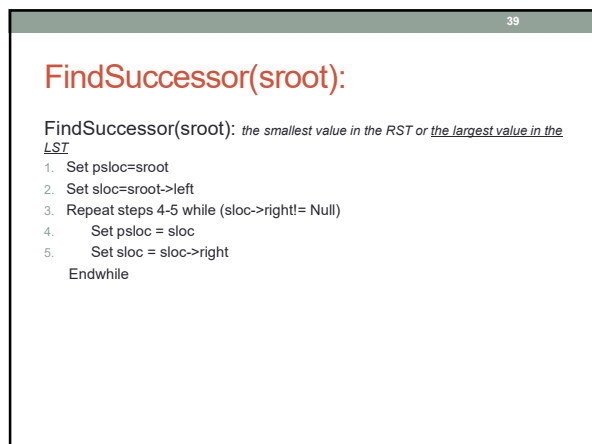 39
FindSuccessor(sroot):
FindSuccessor(sroot): the smallest value in the RST or the largest value in the
LST
1. Set psloc=sroot
2. Set sloc=sroot->left
3. Repeat steps 4-5 while (sloc->right!= Null)
4. Set psloc = sloc
5. Set sloc = sloc->right
Endwhile